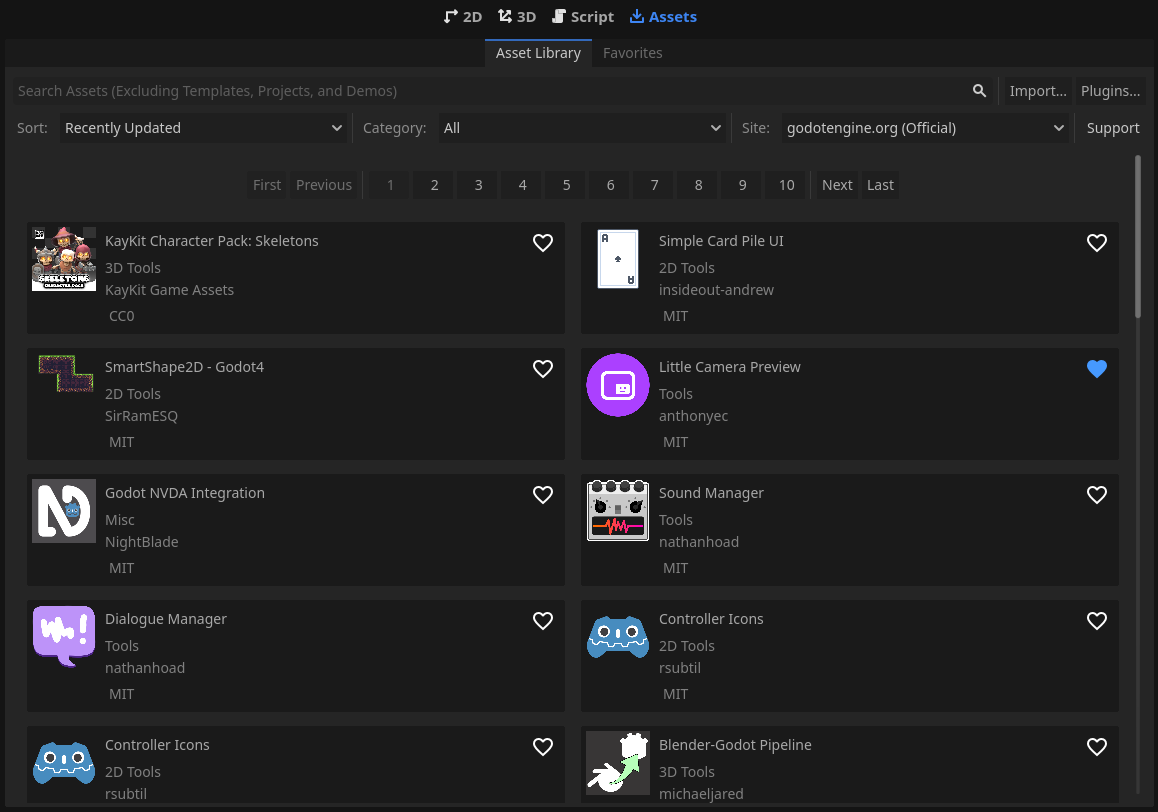 2D 3D Script Assets
Asset Library Favorites
Search Assets (Excluding Templates, Projects, and Demos) Import... Plugins...
Sort: Recently Updated Category: All Site: godotengine.org (Official) Support
First Previous 1 2 3 4 5 6 7 8 9 10 Next Last
KayKit Character Pack: Skeletons
3D Tools
KayKit Game Assets
CC0
SKELETONS
CHARACTER PACK
Simple Card Pile UI
2D Tools
insideout-andrew
MIT
A
A
SmartShape2D - Godot4
2D Tools
SirRamESQ
MIT
Little Camera Preview
Tools
anthonyec
MIT
Godot NVDA Integration
Misc
NightBlade
MIT
Sound Manager
Tools
nathanhoad
MIT
Dialogue Manager
Tools
nathanhoad
MIT
Controller Icons
2D Tools
rsubtil
MIT
Controller Icons
2D Tools
rsubtil
Blender-Godot Pipeline
3D Tools
michaeljared